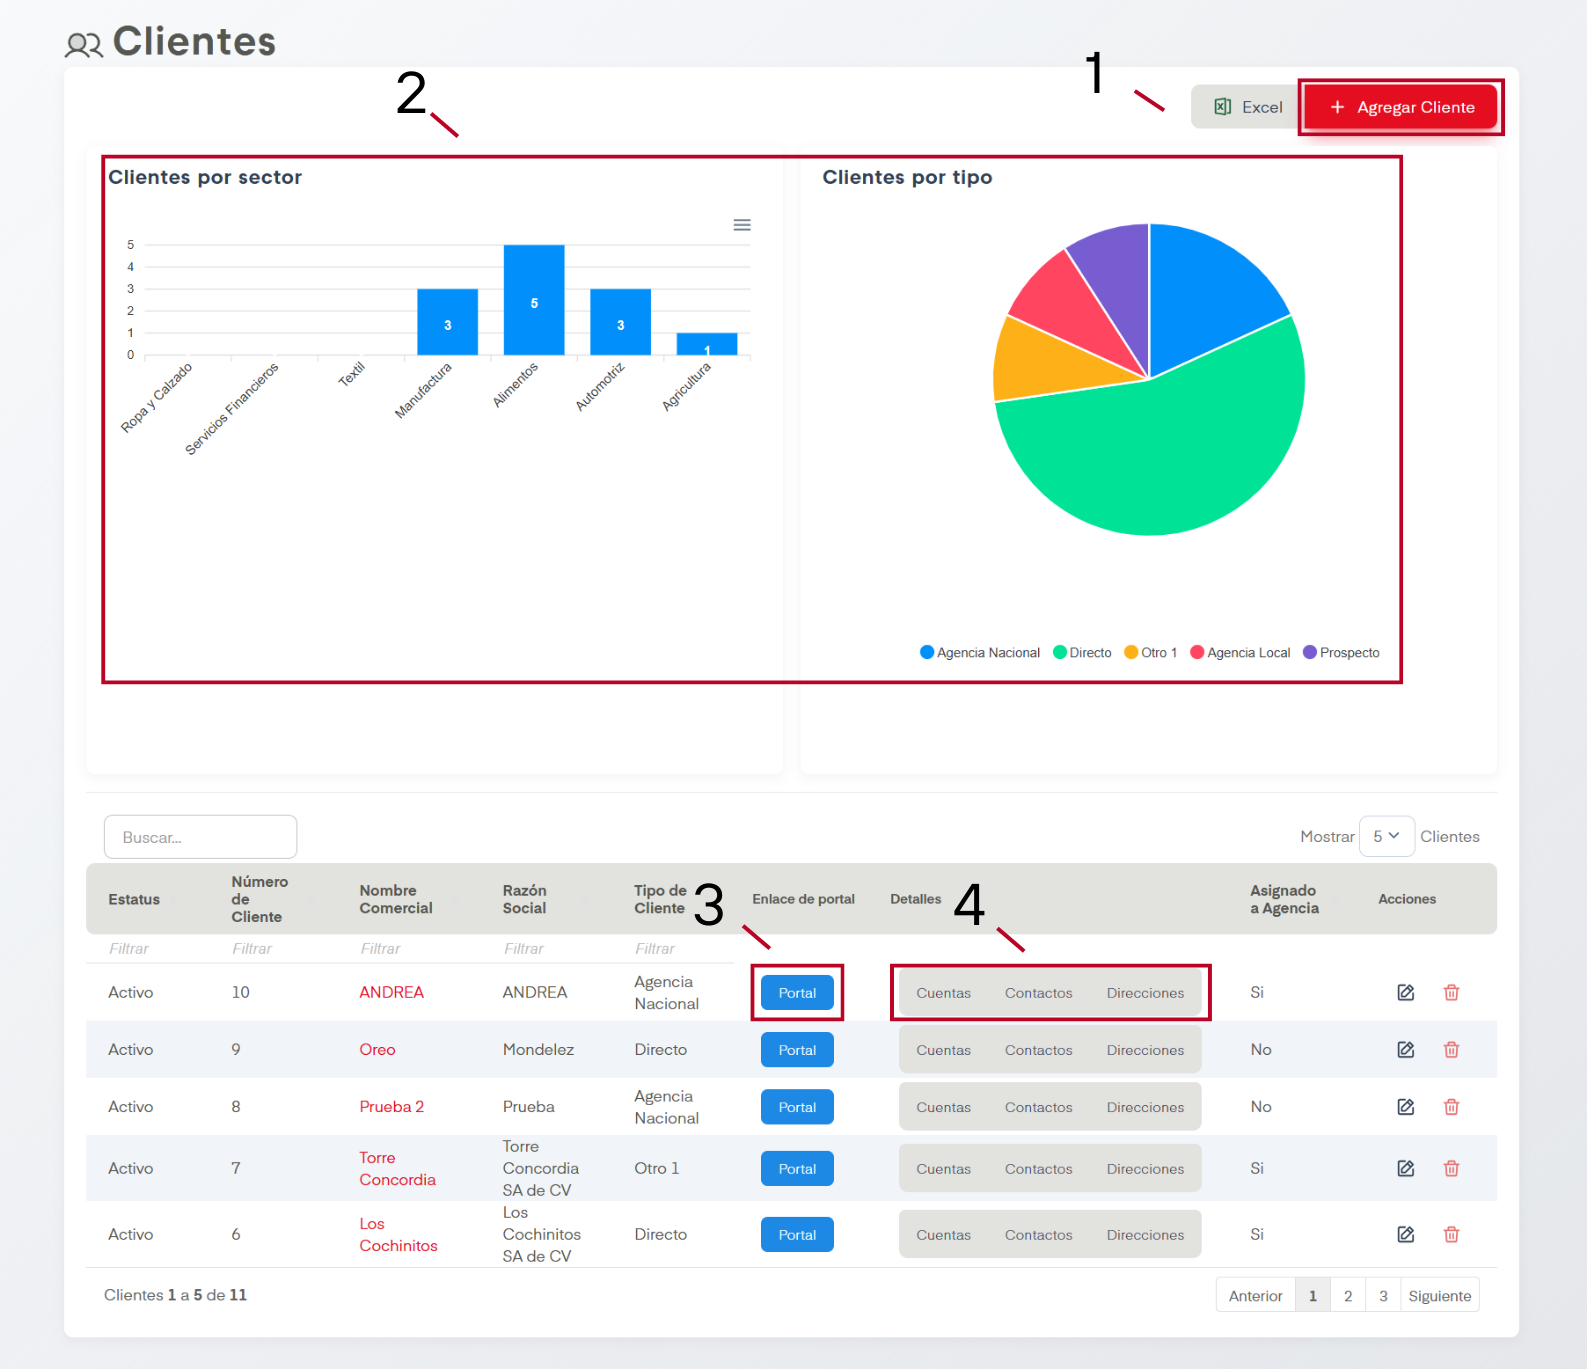 Clientes
1
2
Excel
+ Agregar Cliente
Clientes por sector
5
4
3
2
1
0
3
5
3
1
Ropa y Calzado
Servicios Financieros
Textil
Manufactura
Alimentos
Automotriz
Agricultura
Clientes por tipo
Agencia Nacional Directo Otro 1 Agencia Local Prospecto
Buscar...
Mostrar 5 Clientes
Estatus
Número
de
Cliente
Nombre
Comercial
Razón
Social
Tipo de
Cliente
3
Enlace de portal
Detalles
4
Asignado
a Agencia
Acciones
Filtrar Filtrar Filtrar Filtrar Filtrar
Activo 10 ANDREA ANDREA
Agencia
Nacional
Portal Cuentas Contactos Direcciones Si
Activo 9 Oreo Mondelez Directo Portal Cuentas Contactos Direcciones No
Activo 8 Prueba 2 Prueba
Agencia
Nacional
Portal Cuentas Contactos Direcciones No
Activo 7
Torre
Concordia
Torre
Concordia
SA de CV
Otro 1 Portal Cuentas Contactos Direcciones Si
Activo 6
Los
Cochinitos
Los
Cochinitos
SA de CV
Directo Portal Cuentas Contactos Direcciones Si
Clientes 1 a 5 de 11
Anterior 1 2 3 Siguiente